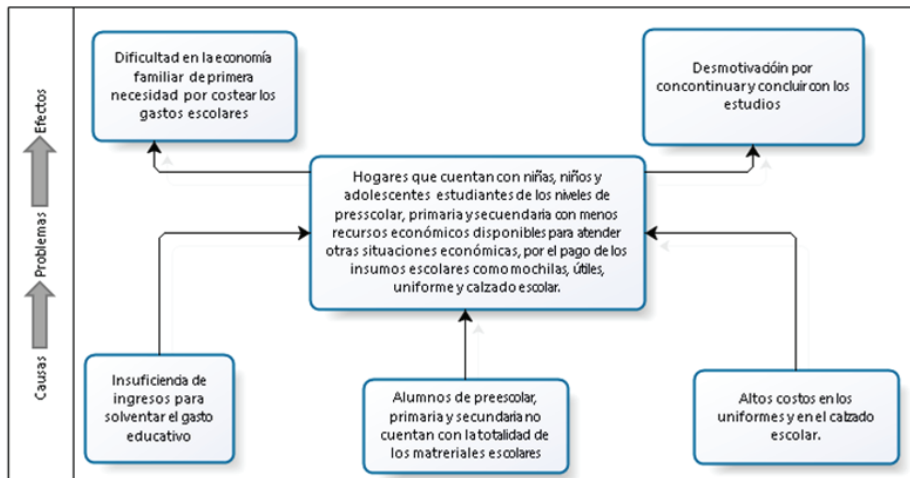 Efectos
Problemas
Causas
Dificultad en la economía
familiar de primera
necesidad por costear los
gastos escolares
Desmotivacióin por
concontinuar y concluir con los
estudios
Hogares que cuentan con niñas, niños y
adolescentes estudiantes de los niveles de
presscolar, primaria y secuendaria con menos
recursos económicos disponibles para atender
otras situaciones económicas, por el pago de los
insumos escolares como mochilas, útiles,
uniforme y calzado escolar.
Insuficiencia de
ingresos para
solventar el gasto
educativo
Alumnos de preescolar,
primaria y secundaria no
cuentan con la totalidad de
los matreriales escolares
Altos costos en los
uniformes y en el calzado
escolar.